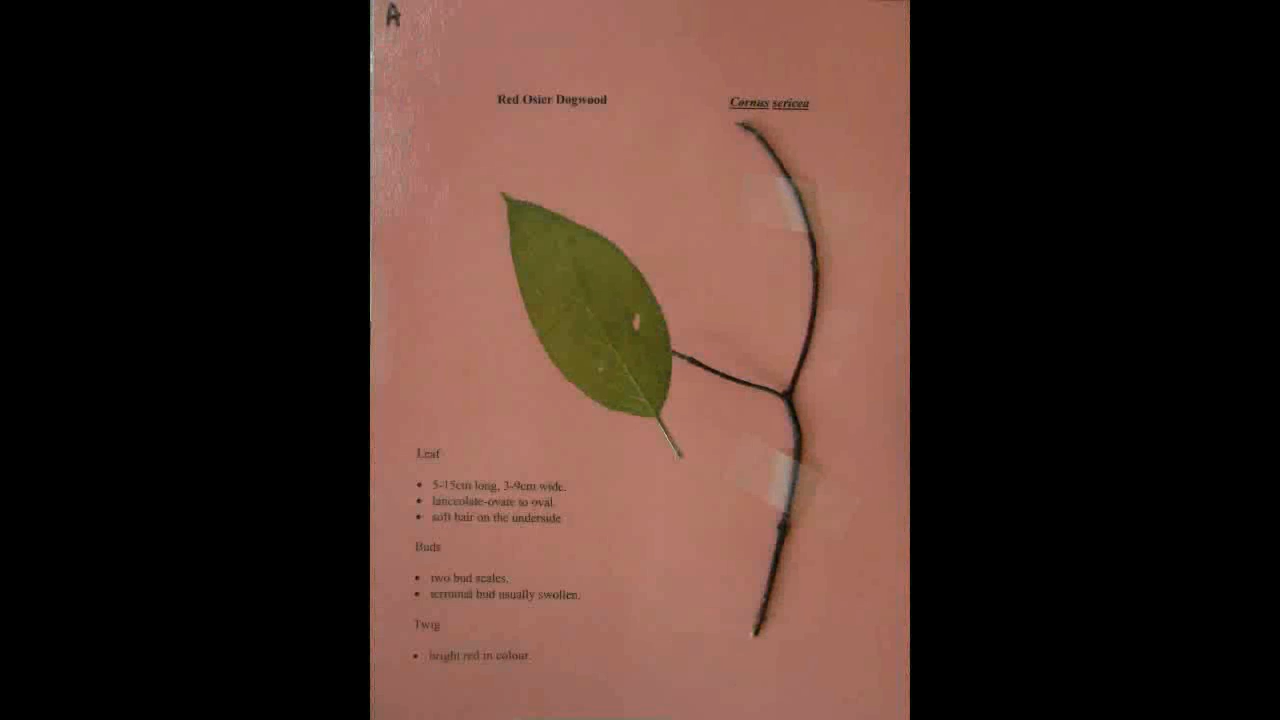 A
Red Osier Dogwood
Cornus sericea
Leaf
• 5-15cm long, 3-9cm wide.
• lanceolate-ovate to oval.
• soft hair on the underside
Buds
• two bud scales.
• terminal bud usually swollen.
Twig
• bright red in colour.